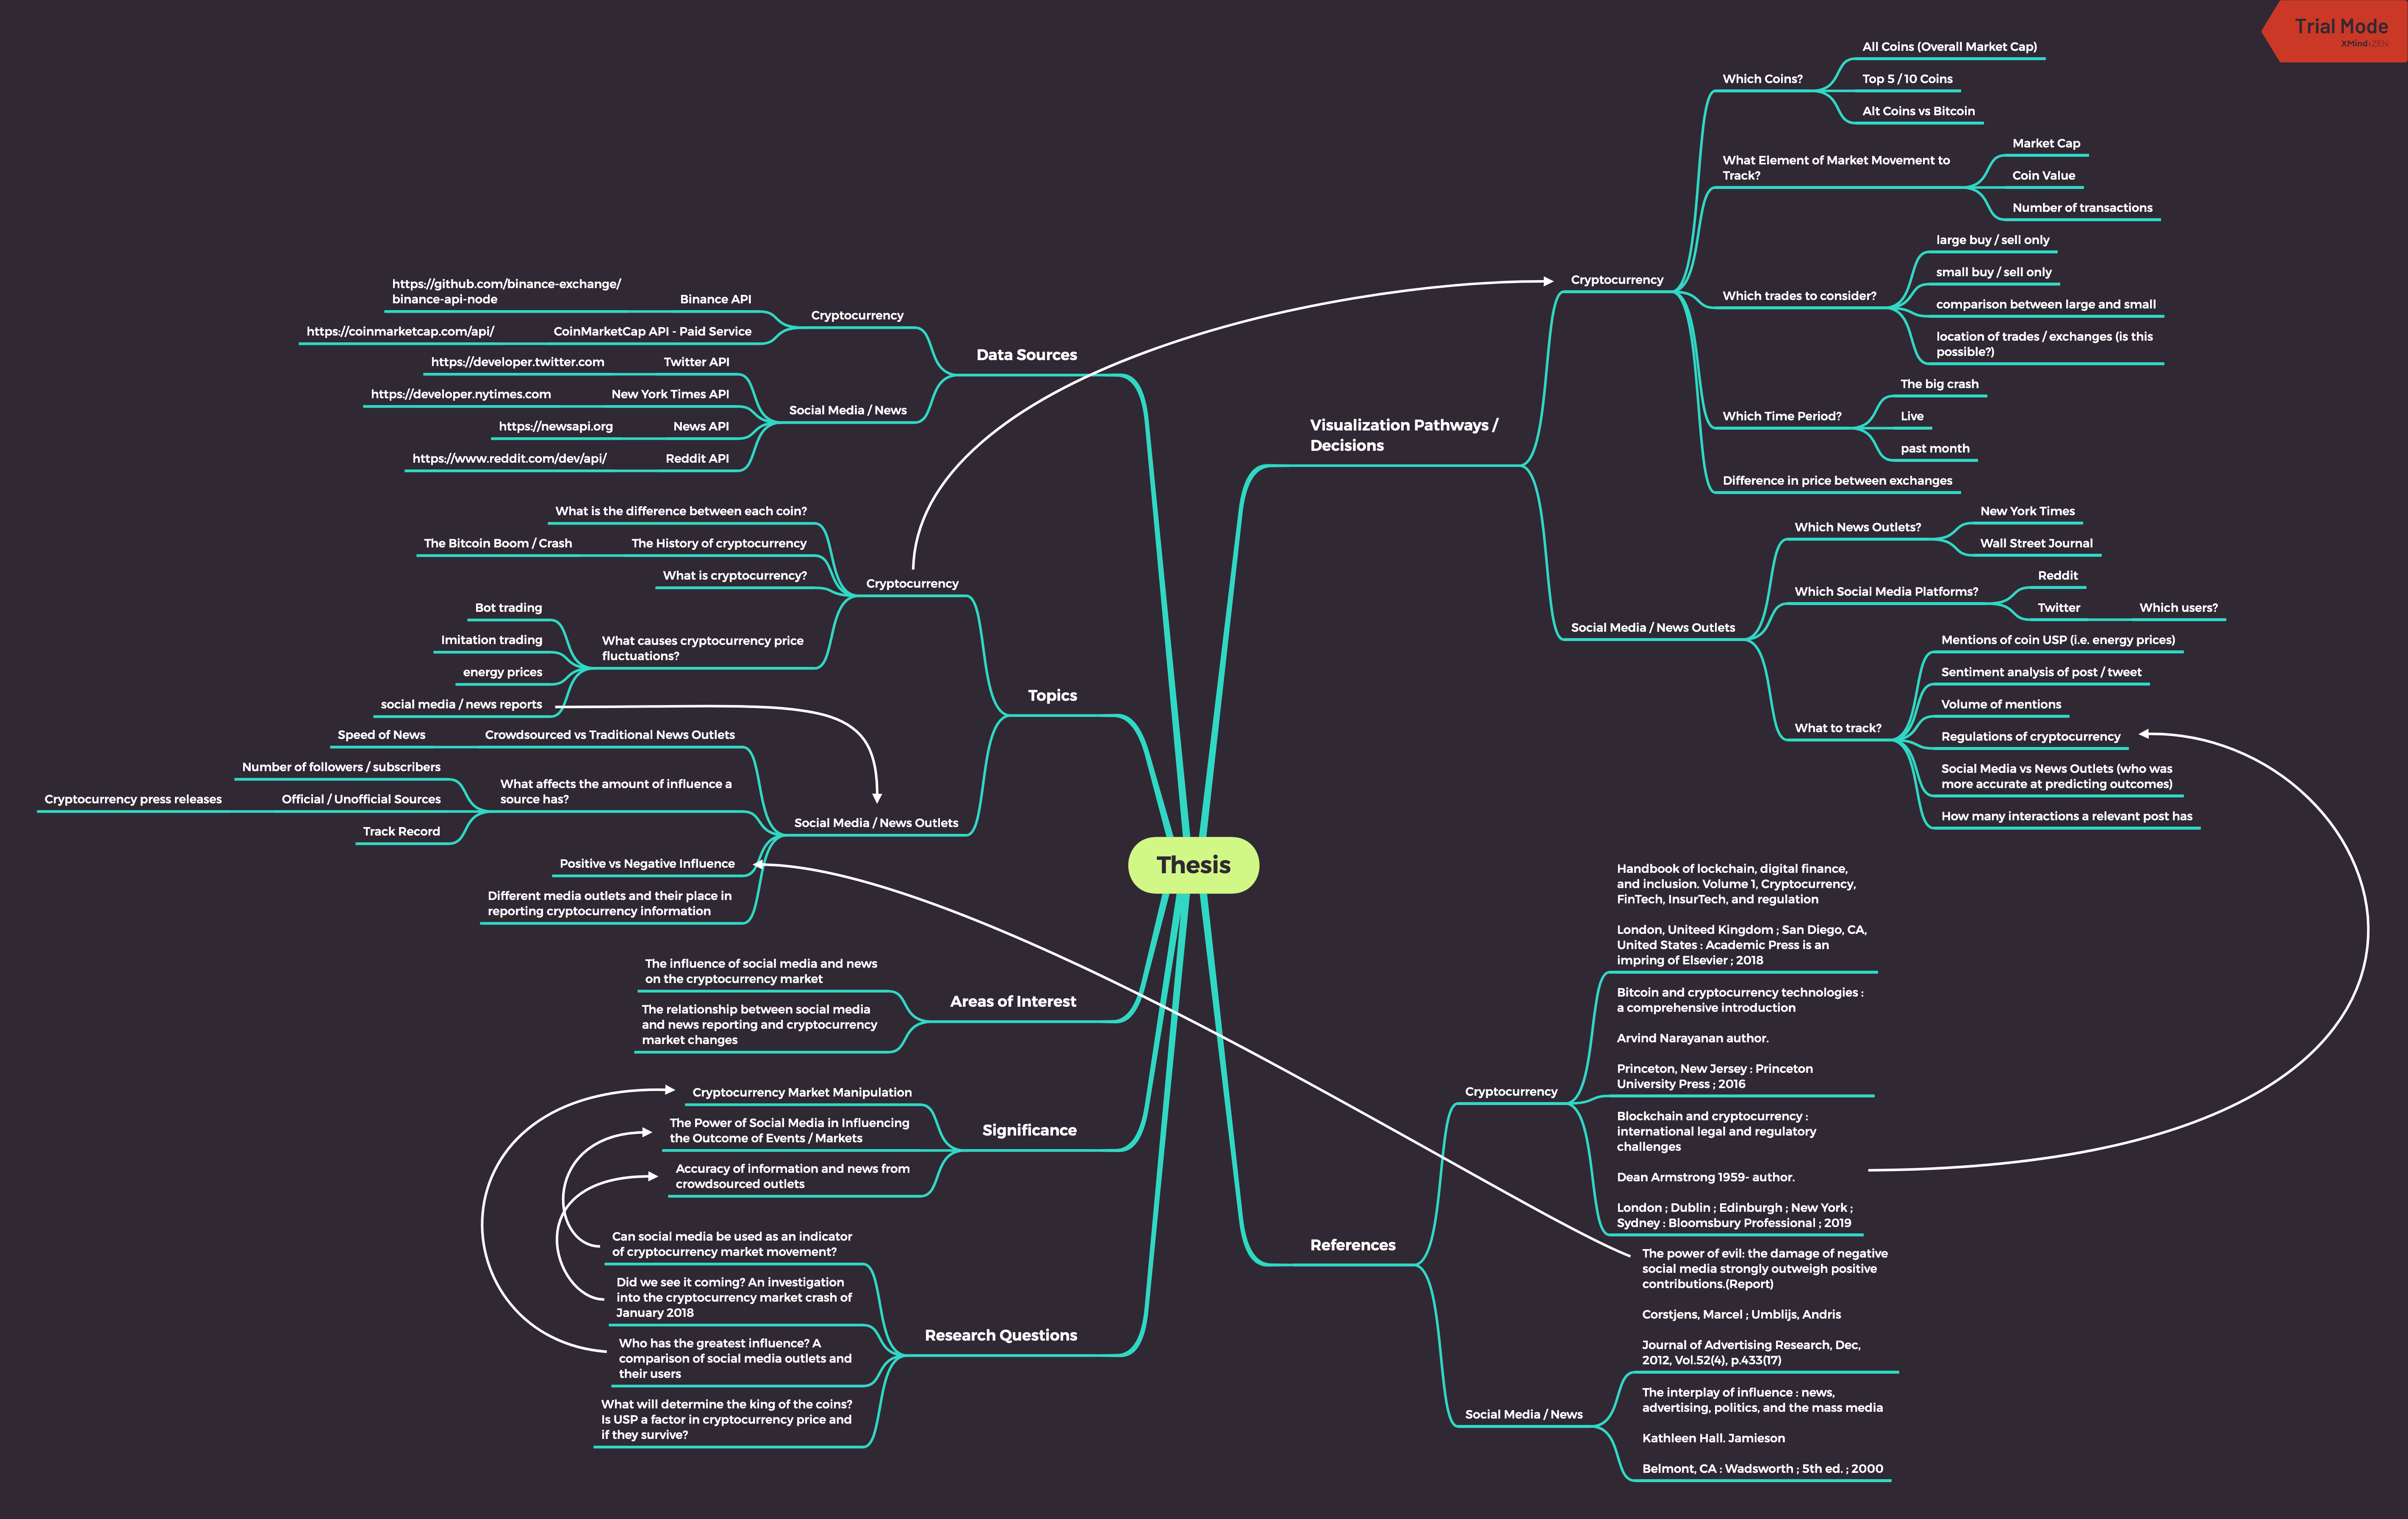 Trial Mode
XMind:ZEN
Thesis
Data Sources
Cryptocurrency
Binance API
https://github.com/binance-exchange/
binance-api-node
CoinMarketCap API - Paid Service
https://coinmarketcap.com/api/
Social Media / News
Twitter API
https://developer.twitter.com
New York Times API
https://developer.nytimes.com
News API
https://newsapi.org
Reddit API
https://www.reddit.com/dev/api/
Topics
Cryptocurrency
What is the difference between each coin?
The History of cryptocurrency
The Bitcoin Boom / Crash
What is cryptocurrency?
What causes cryptocurrency price
fluctuations?
Bot trading
Imitation trading
energy prices
social media / news reports
Social Media / News Outlets
Crowdsourced vs Traditional News Outlets
Speed of News
What affects the amount of influence a
source has?
Number of followers / subscribers
Official / Unofficial Sources
Cryptocurrency press releases
Track Record
Positive vs Negative Influence
Different media outlets and their place in
reporting cryptocurrency information
Areas of Interest
The influence of social media and news
on the cryptocurrency market
The relationship between social media
and news reporting and cryptocurrency
market changes
Significance
Cryptocurrency Market Manipulation
The Power of Social Media in Influencing
the Outcome of Events / Markets
Accuracy of information and news from
crowdsourced outlets
Research Questions
Can social media be used as an indicator
of cryptocurrency market movement?
Did we see it coming? An investigation
into the cryptocurrency market crash of
January 2018
Who has the greatest influence? A
comparison of social media outlets and
their users
What will determine the king of the coins?
Is USP a factor in cryptocurrency price and
if they survive?
Visualization Pathways /
Decisions
Cryptocurrency
Which Coins?
All Coins (Overall Market Cap)
Top 5 / 10 Coins
Alt Coins vs Bitcoin
What Element of Market Movement to
Track?
Market Cap
Coin Value
Number of transactions
Which trades to consider?
large buy / sell only
small buy / sell only
comparison between large and small
location of trades / exchanges (is this
possible?)
Which Time Period?
The big crash
Live
past month
Difference in price between exchanges
Social Media / News Outlets
Which News Outlets?
New York Times
Wall Street Journal
Which Social Media Platforms?
Reddit
Twitter
Which users?
What to track?
Mentions of coin USP (i.e. energy prices)
Sentiment analysis of post / tweet
Volume of mentions
Regulations of cryptocurrency
Social Media vs News Outlets (who was
more accurate at predicting outcomes)
How many interactions a relevant post has
References
Cryptocurrency
Handbook of lockchain, digital finance,
and inclusion. Volume 1, Cryptocurrency,
FinTech, InsurTech, and regulation
London, Uniteed Kingdom ; San Diego, CA,
United States : Academic Press is an
impring of Elsevier ; 2018
Bitcoin and cryptocurrency technologies :
a comprehensive introduction
Arvind Narayanan author.
Princeton, New Jersey : Princeton
University Press ; 2016
Blockchain and cryptocurrency :
international legal and regulatory
challenges
Dean Armstrong 1959- author.
London ; Dublin ; Edinburgh ; New York ;
Sydney : Bloomsbury Professional ; 2019
Social Media / News
The power of evil: the damage of negative
social media strongly outweigh positive
contributions.(Report)
Corstjens, Marcel ; Umblijs, Andris
Journal of Advertising Research, Dec,
2012, Vol.52(4), p.433(17)
The interplay of influence : news,
advertising, politics, and the mass media
Kathleen Hall. Jamieson
Belmont, CA : Wadsworth ; 5th ed. ; 2000